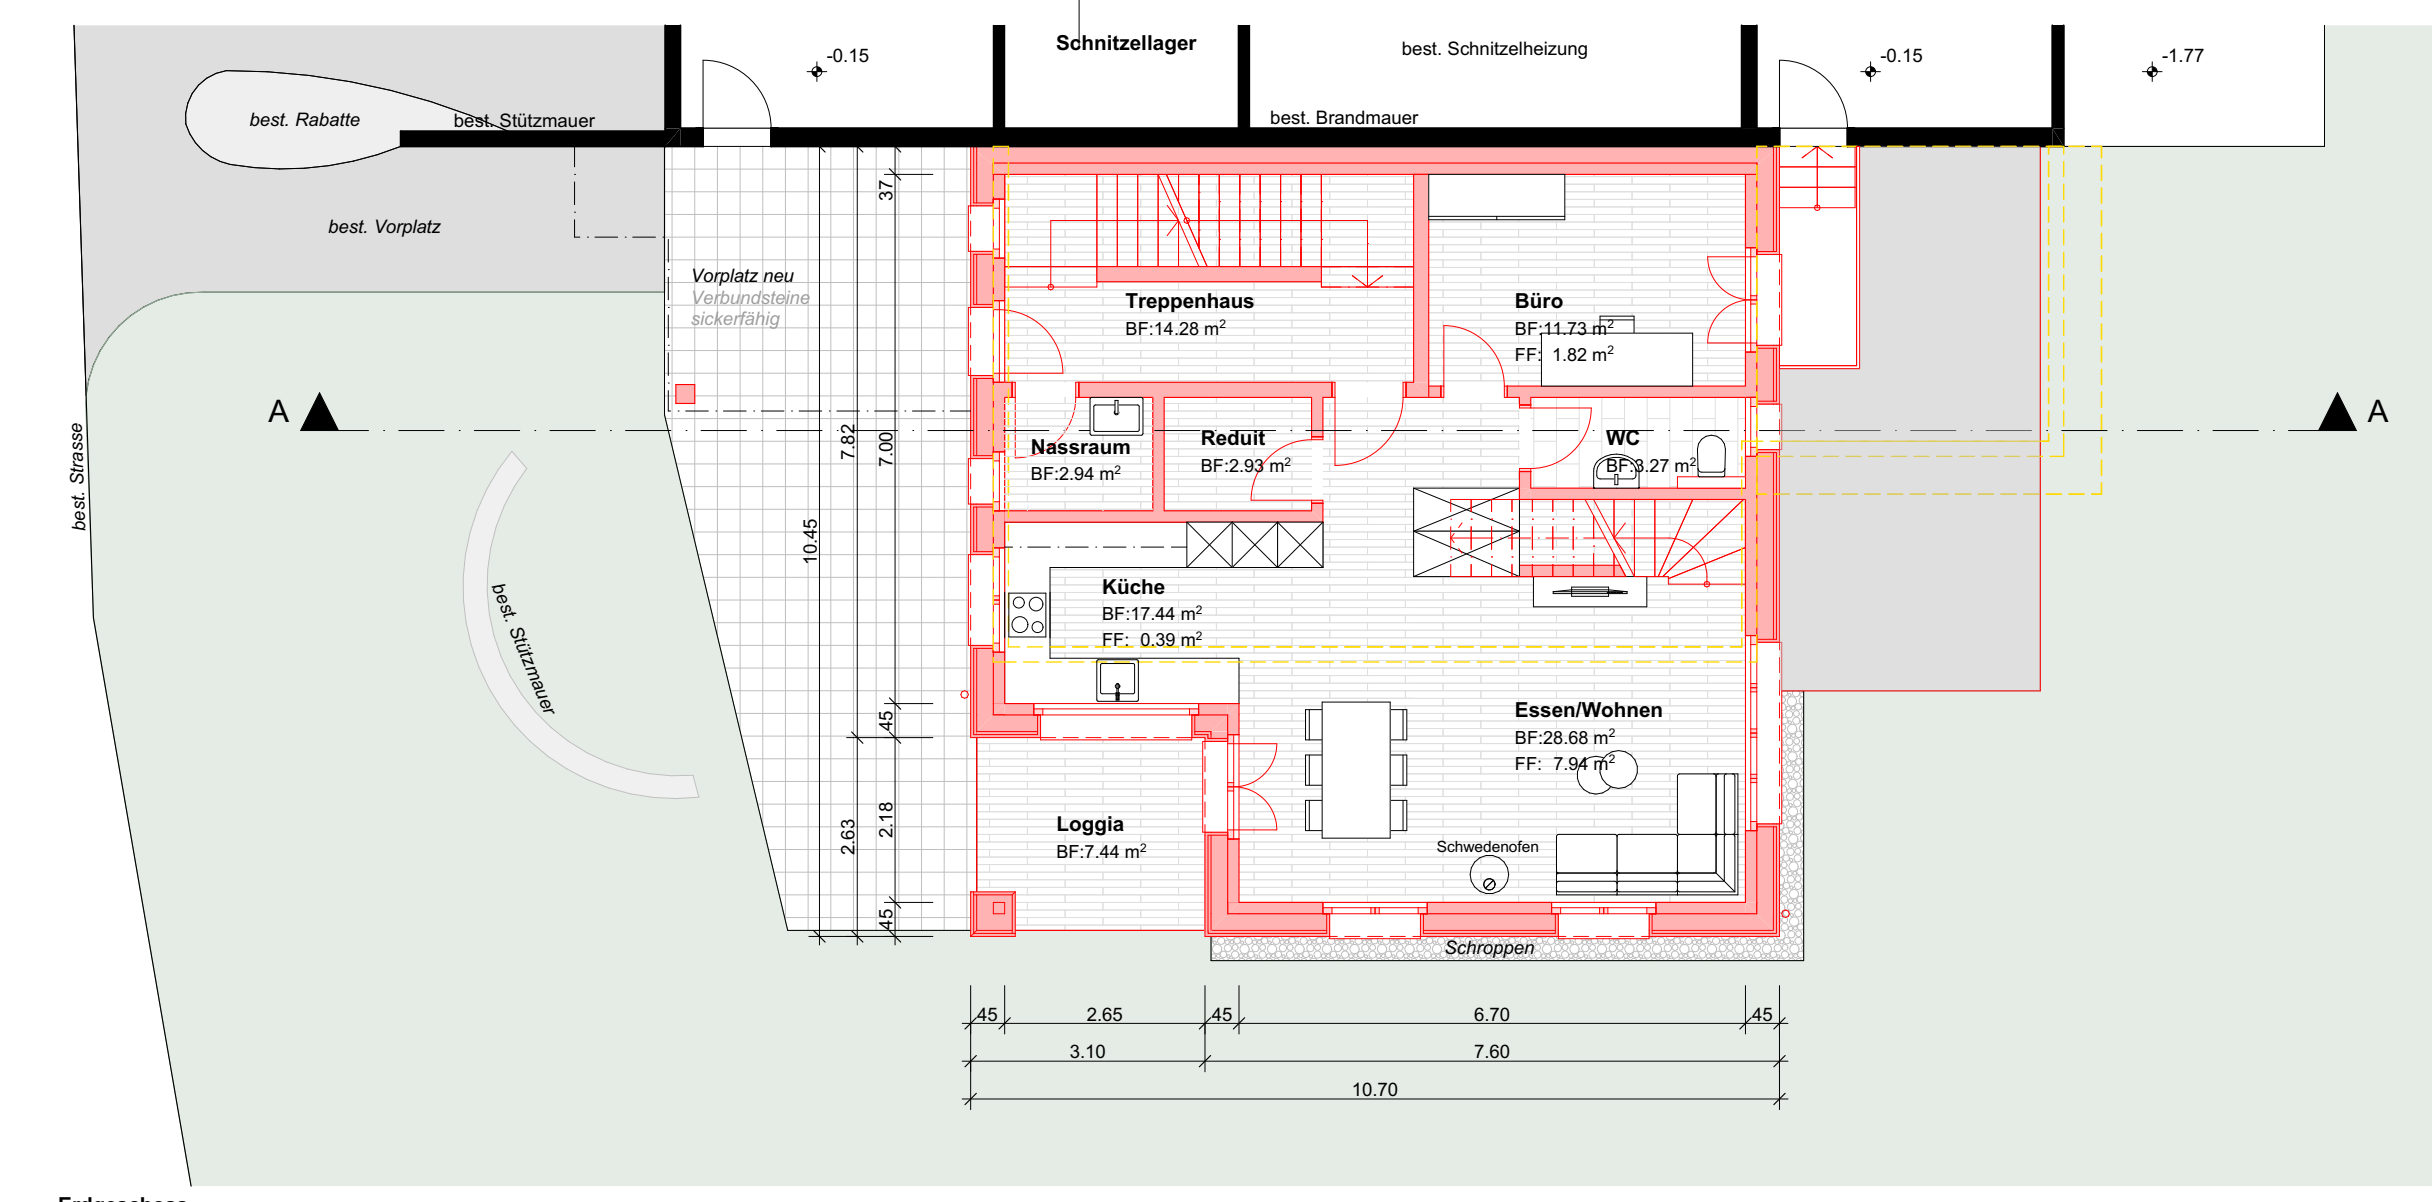 Schnitzellager
best. Schnitzelheizung
-0.15
-0.15
-1.77
best. Rabatte
best. Stützmauer
best. Brandmauer
best. Vorplatz
37
Vorplatz neu
Verbundsteine
sickerfähig
Treppenhaus
BF:14.28 m²
Büro
BF:11.73 m²
FF: 1.82 m²
A
A
best. Strasse
7.82
7.00
10.45
Nassraum
BF:2.94 m²
Reduit
BF:2.93 m²
WC
BF:3.27 m²
best. Stützmauer
Küche
BF:17.44 m²
FF: 0.39 m²
45
Essen/Wohnen
BF:28.68 m²
FF: 7.94 m²
2.63
2.18
Loggia
BF:7.44 m²
Schwedenofen
45
Schroppen
45
2.65
45
6.70
45
3.10
7.60
10.70
Erdgeschoss